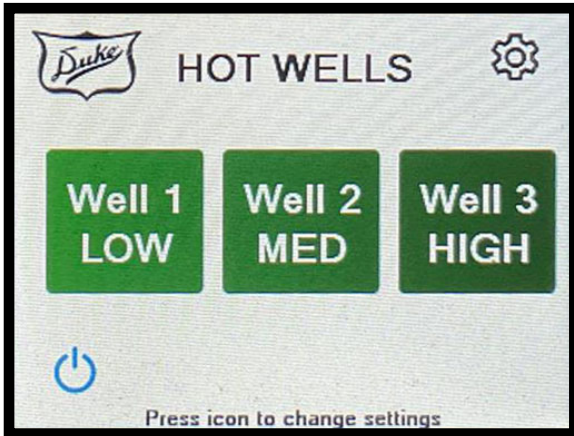 Duke
HOT WELLS
Well 1
LOW
Well 2
MED
Well 3
HIGH
Press icon to change settings